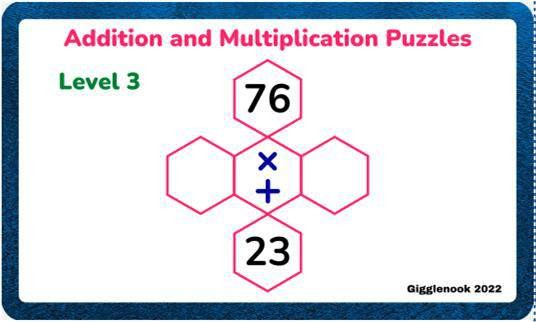 Addition and Multiplication Puzzles
Level 3
76
×
+
23
Gigglenook 2022